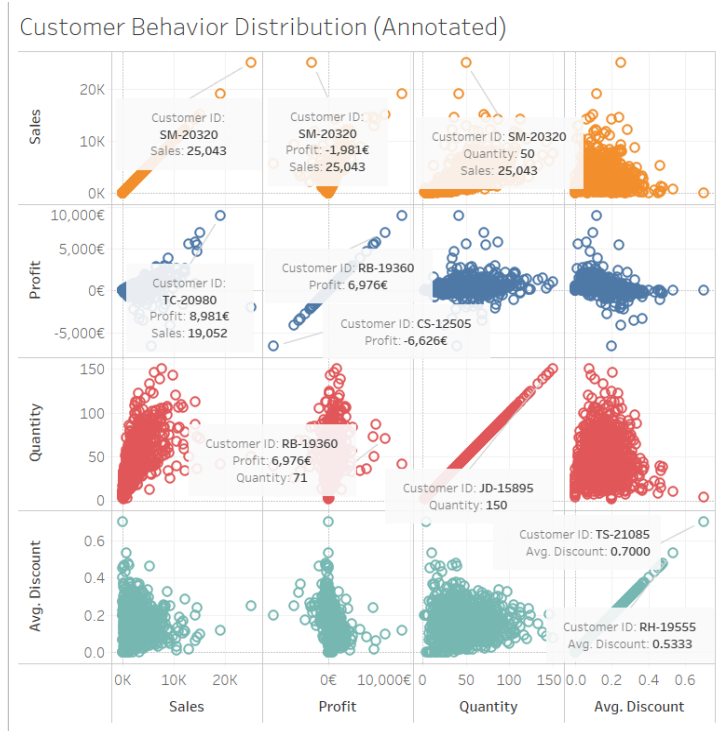 Customer Behavior Distribution (Annotated)
Sales
20K
10K
0K
Customer ID:
SM-20320
Sales: 25,043
Customer ID:
SM-20320
Profit: -1,981€
Sales: 25,043
Customer ID: SM-20320
Quantity: 50
Sales: 25,043
Profit
10,000€
5,000€
0€
-5,000€
Customer ID:
TC-20980
Profit: 8,981€
Sales: 19,052
Customer ID: RB-19360
Profit: 6,976€
Customer ID: CS-12505
Profit: -6,626€
Quantity
150
100
50
0
Customer ID: RB-19360
Profit: 6,976€
Quantity: 71
Customer ID: JD-15895
Quantity: 150
Avg. Discount
0.6
0.4
0.2
0.0
Customer ID: TS-21085
Avg. Discount: 0.7000
Customer ID: RH-19555
Avg. Discount: 0.5333
0K 10K 20K 0€ 10,000€ 0 50 100 150 0.0 0.2 0.4 0.6
Sales Profit Quantity Avg. Discount